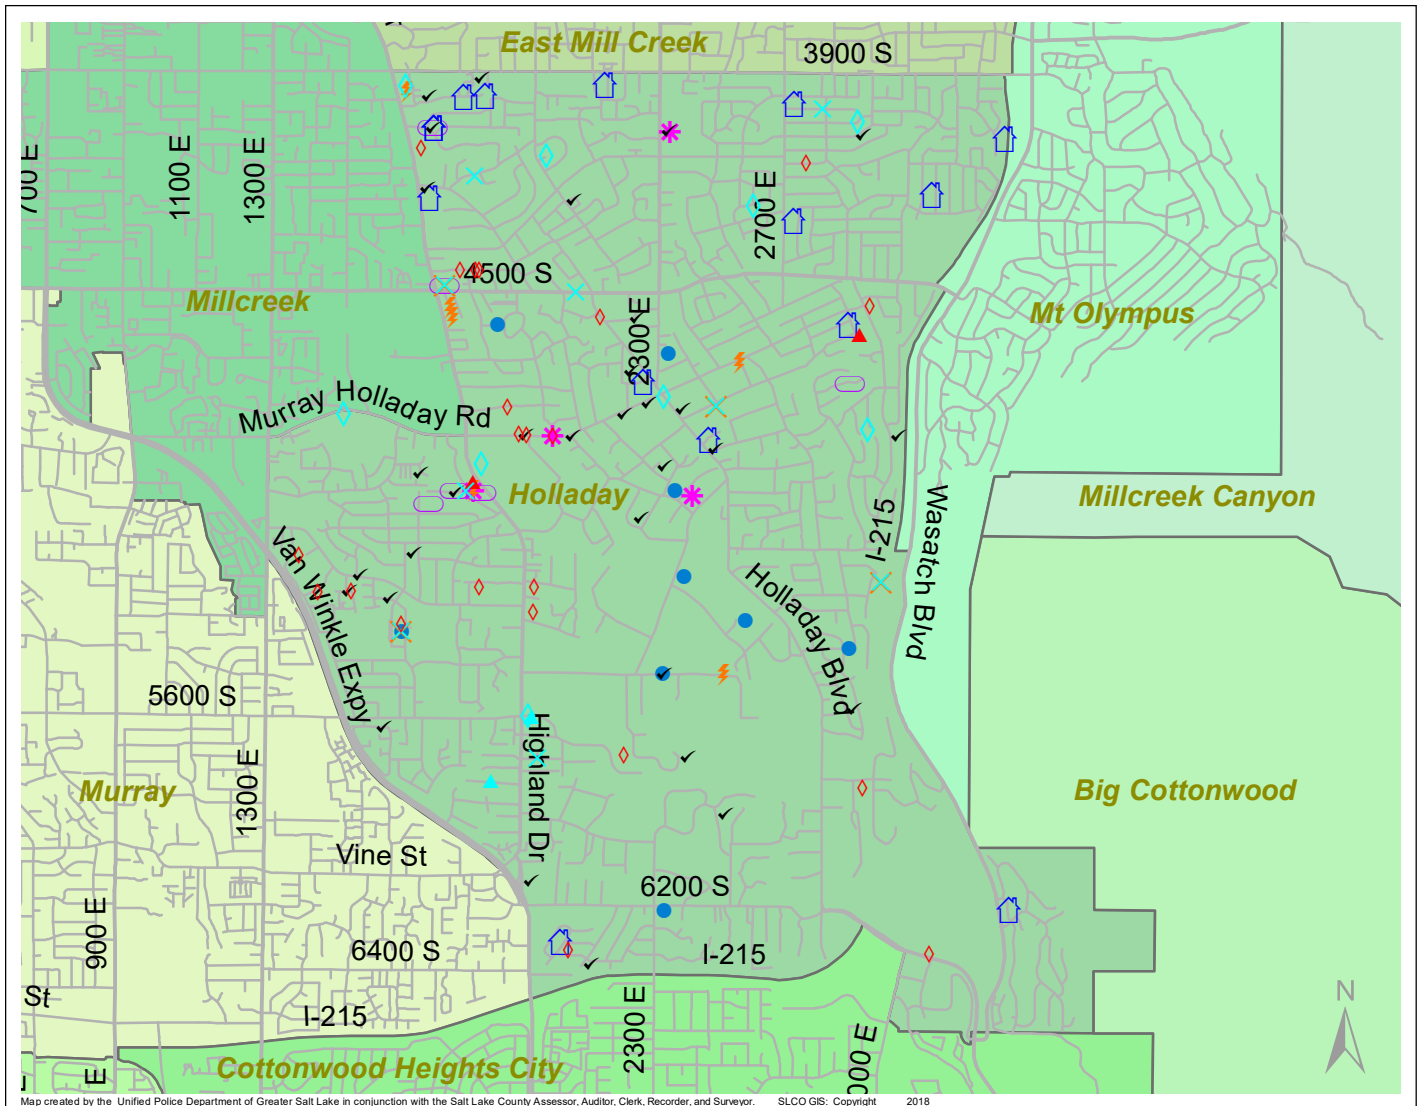 East Mill Creek
3900 S
700 E
1100 E
1300 E
2700 E
4500 S
Millcreek
2300 E
Mt Olympus
Murray Holladay Rd
Holladay
Millcreek Canyon
I-215
Wasatch Blvd
Van Winkle Expy
Holladay Blvd
5600 S
Highland Dr
1300 E
Murray
Big Cottonwood
Vine St
6200 S
900 E
6400 S
I-215
St
I-215
2300 E
N
Cottonwood Heights City
E
000 E
Map created by the Unified Police Department of Greater Salt Lake in conjunction with the Salt Lake County Assessor, Auditor, Clerk, Recorder, and Surveyor. SLCO GIS: Copyright 2018